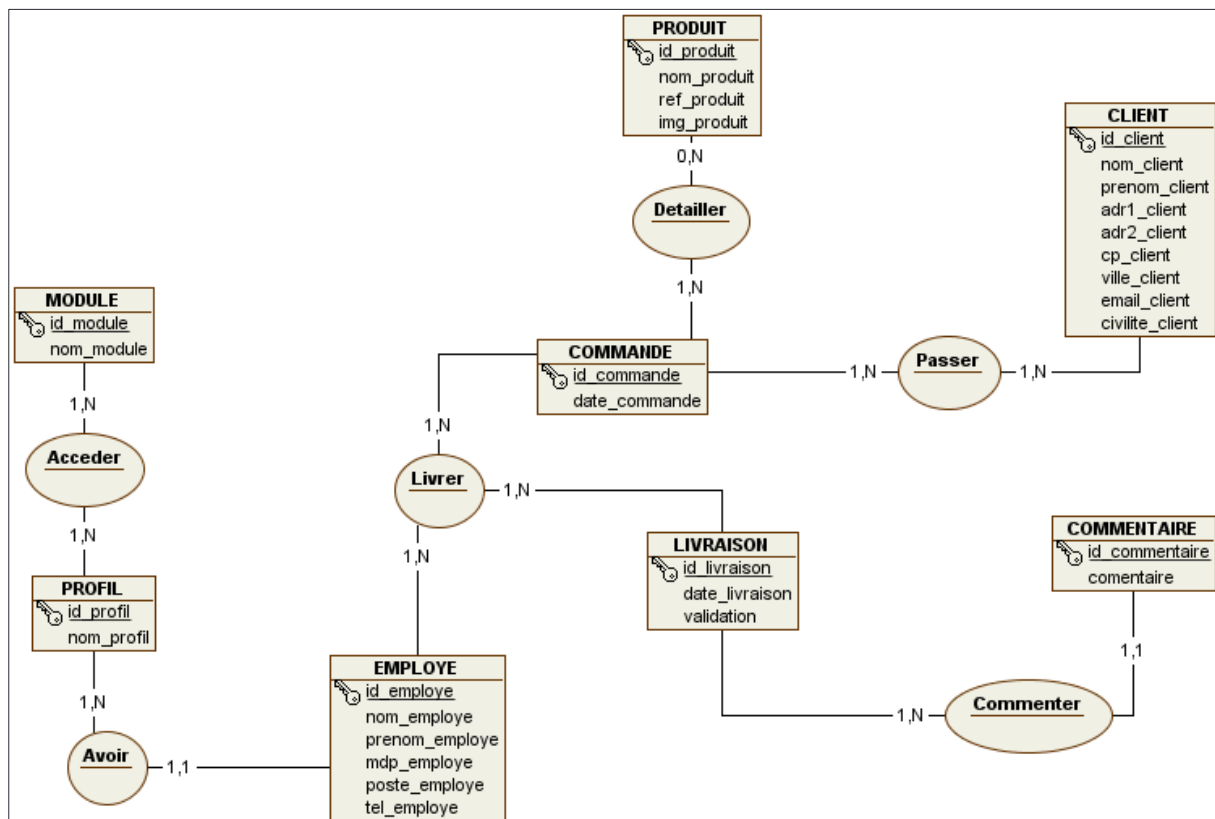 PRODUIT
id_produit
nom_produit
ref_produit
img_produit
0,N
Detailler
1,N
CLIENT
id_client
nom_client
prenom_client
adr1_client
adr2_client
cp_client
ville_client
email_client
civilite_client
MODULE
id_module
nom_module
1,N
Acceder
1,N
COMMANDE
id_commande
date_commande
1,N
Passer
1,N
1,N
Livrer
1,N
1,N
LIVRAISON
id_livraison
date_livraison
validation
COMMENTAIRE
id_commentaire
comentaire
1,1
PROFIL
id_profil
nom_profil
1,N
Avoir
1,1
EMPLOYE
id_employe
nom_employe
prenom_employe
mdp_employe
poste_employe
tel_employe
1,N
Commenter